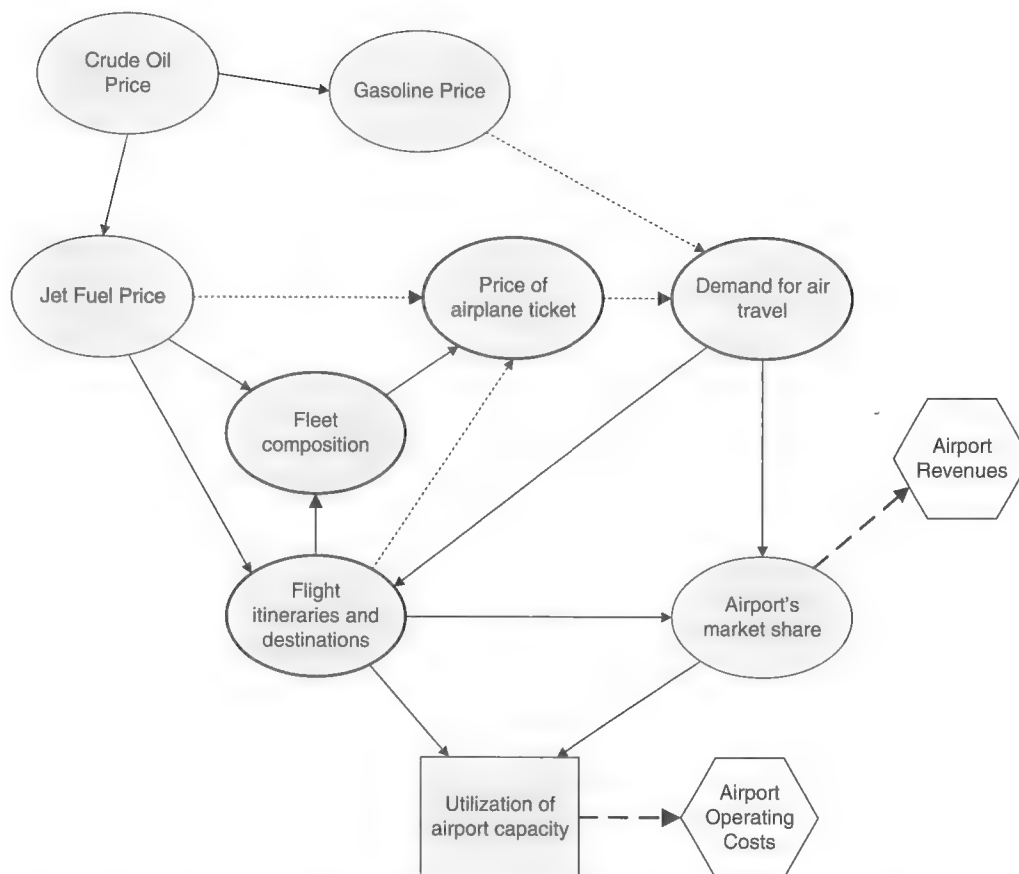 Crude Oil
Price
Gasoline Price
Jet Fuel Price
Price of
airplane ticket
Demand for air
travel
Fleet
composition
Airport
Revenues
Flight
itineraries and
destinations
Airport's
market share
Utilization of
airport capacity
Airport
Operating
Costs